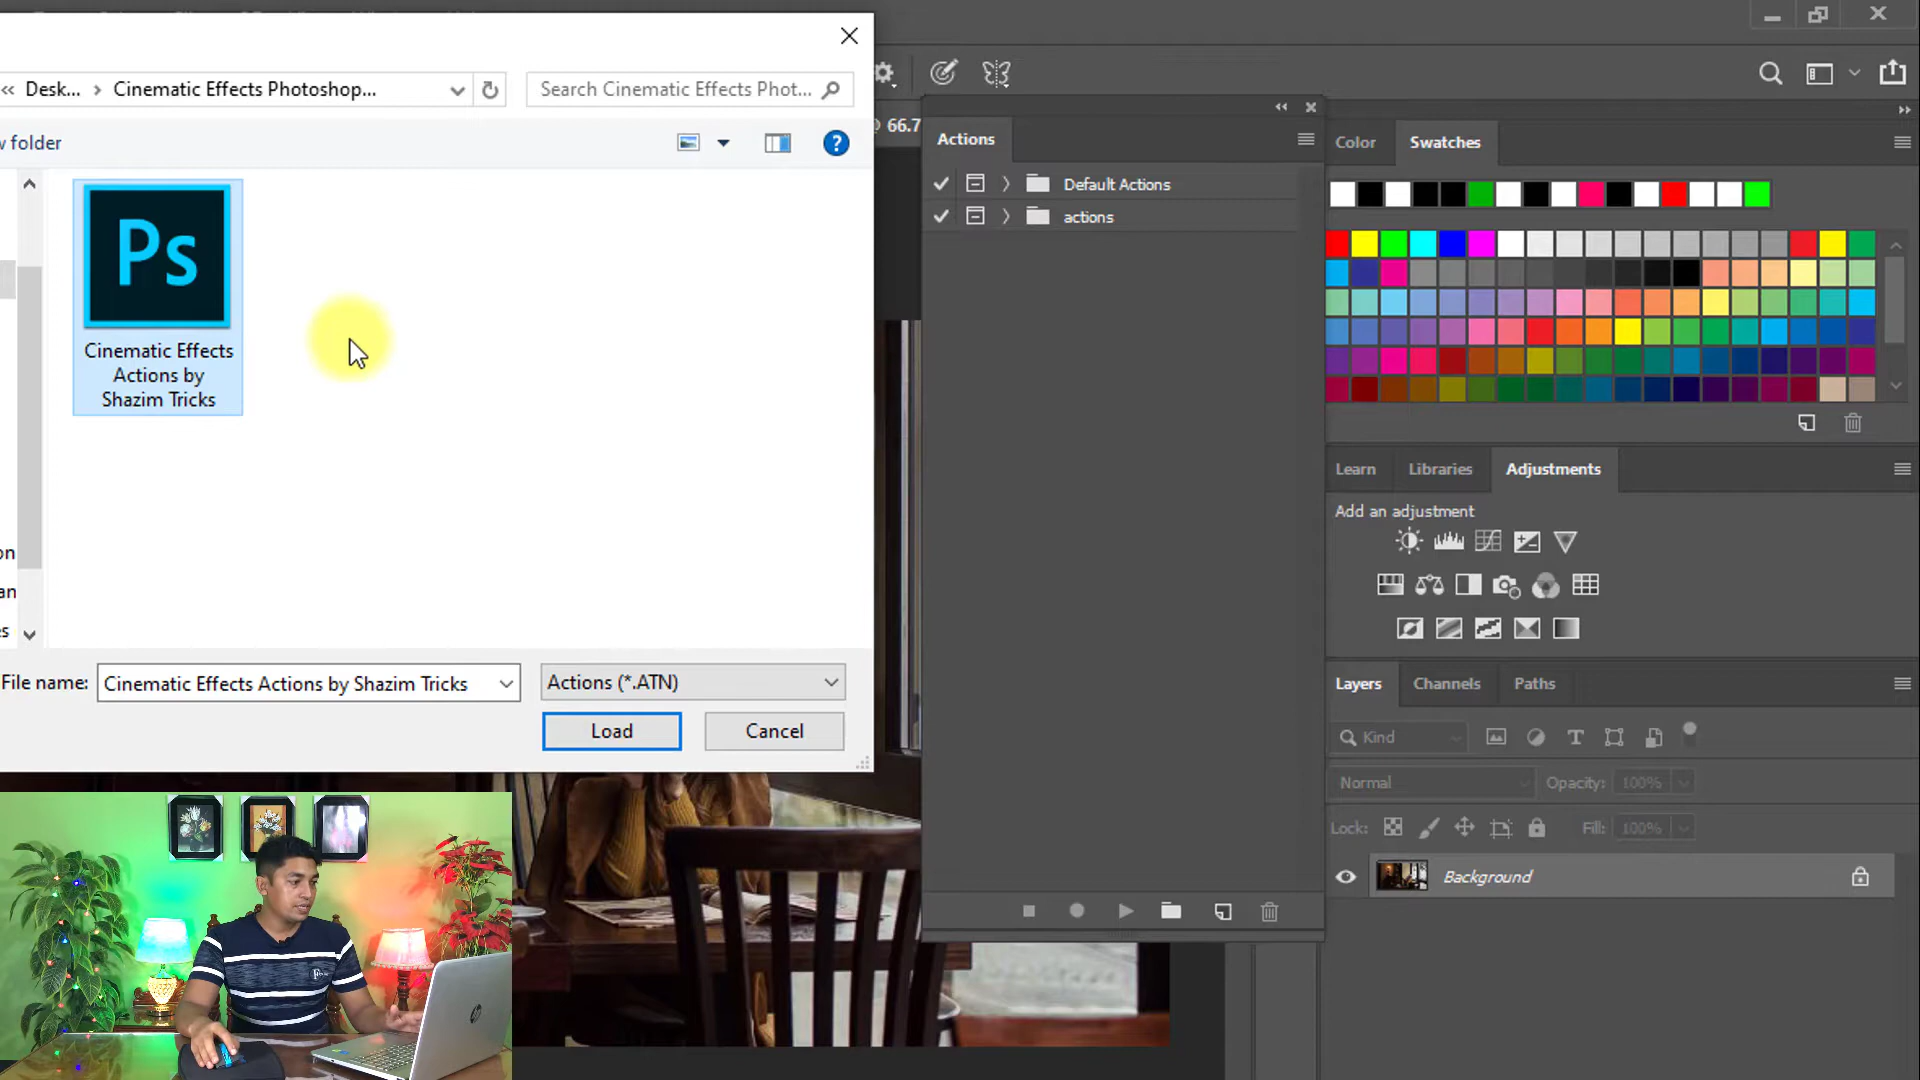 Desk...
Cinematic Effects Photoshop...
Search Cinematic Effects Phot...
folder
Ps
Cinematic Effects
Actions by
Shazim Tricks
File name:
Cinematic Effects Actions by Shazim Tricks
Actions (*.ATN)
Load
Cancel
66.7
Actions
Default Actions
actions
Color
Swatches
Learn
Libraries
Adjustments
Add an adjustment
Layers
Channels
Paths
Kind
Normal
Opacity: 100%
Lock:
Fill: 100%
Background
hp